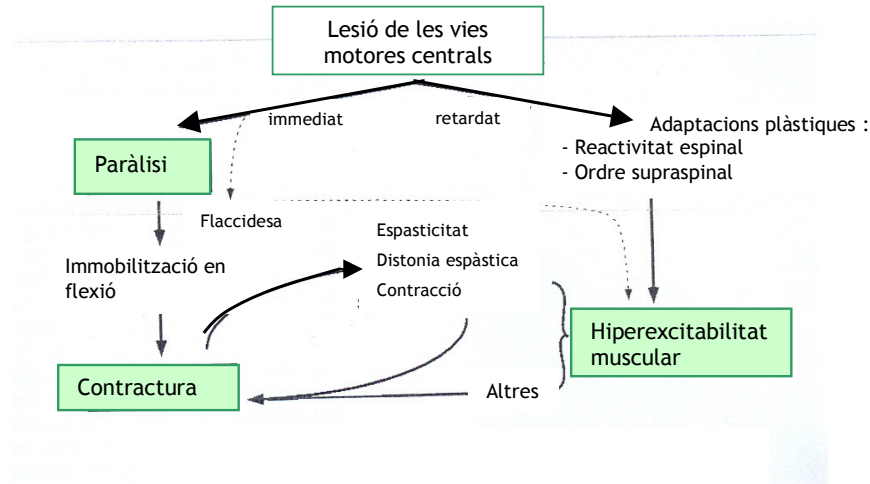 Lesió de les vies
motores centrals
immediat
retardat
Adaptacions plàstiques :
- Reactivitat espinal
- Ordre supraspinal
Paràlisi
Flaccidesa
Espasticitat
Distonia espàstica
Contracció
Immobilització en
flexió
Hiperexcitabilitat
muscular
Contractura
Altres